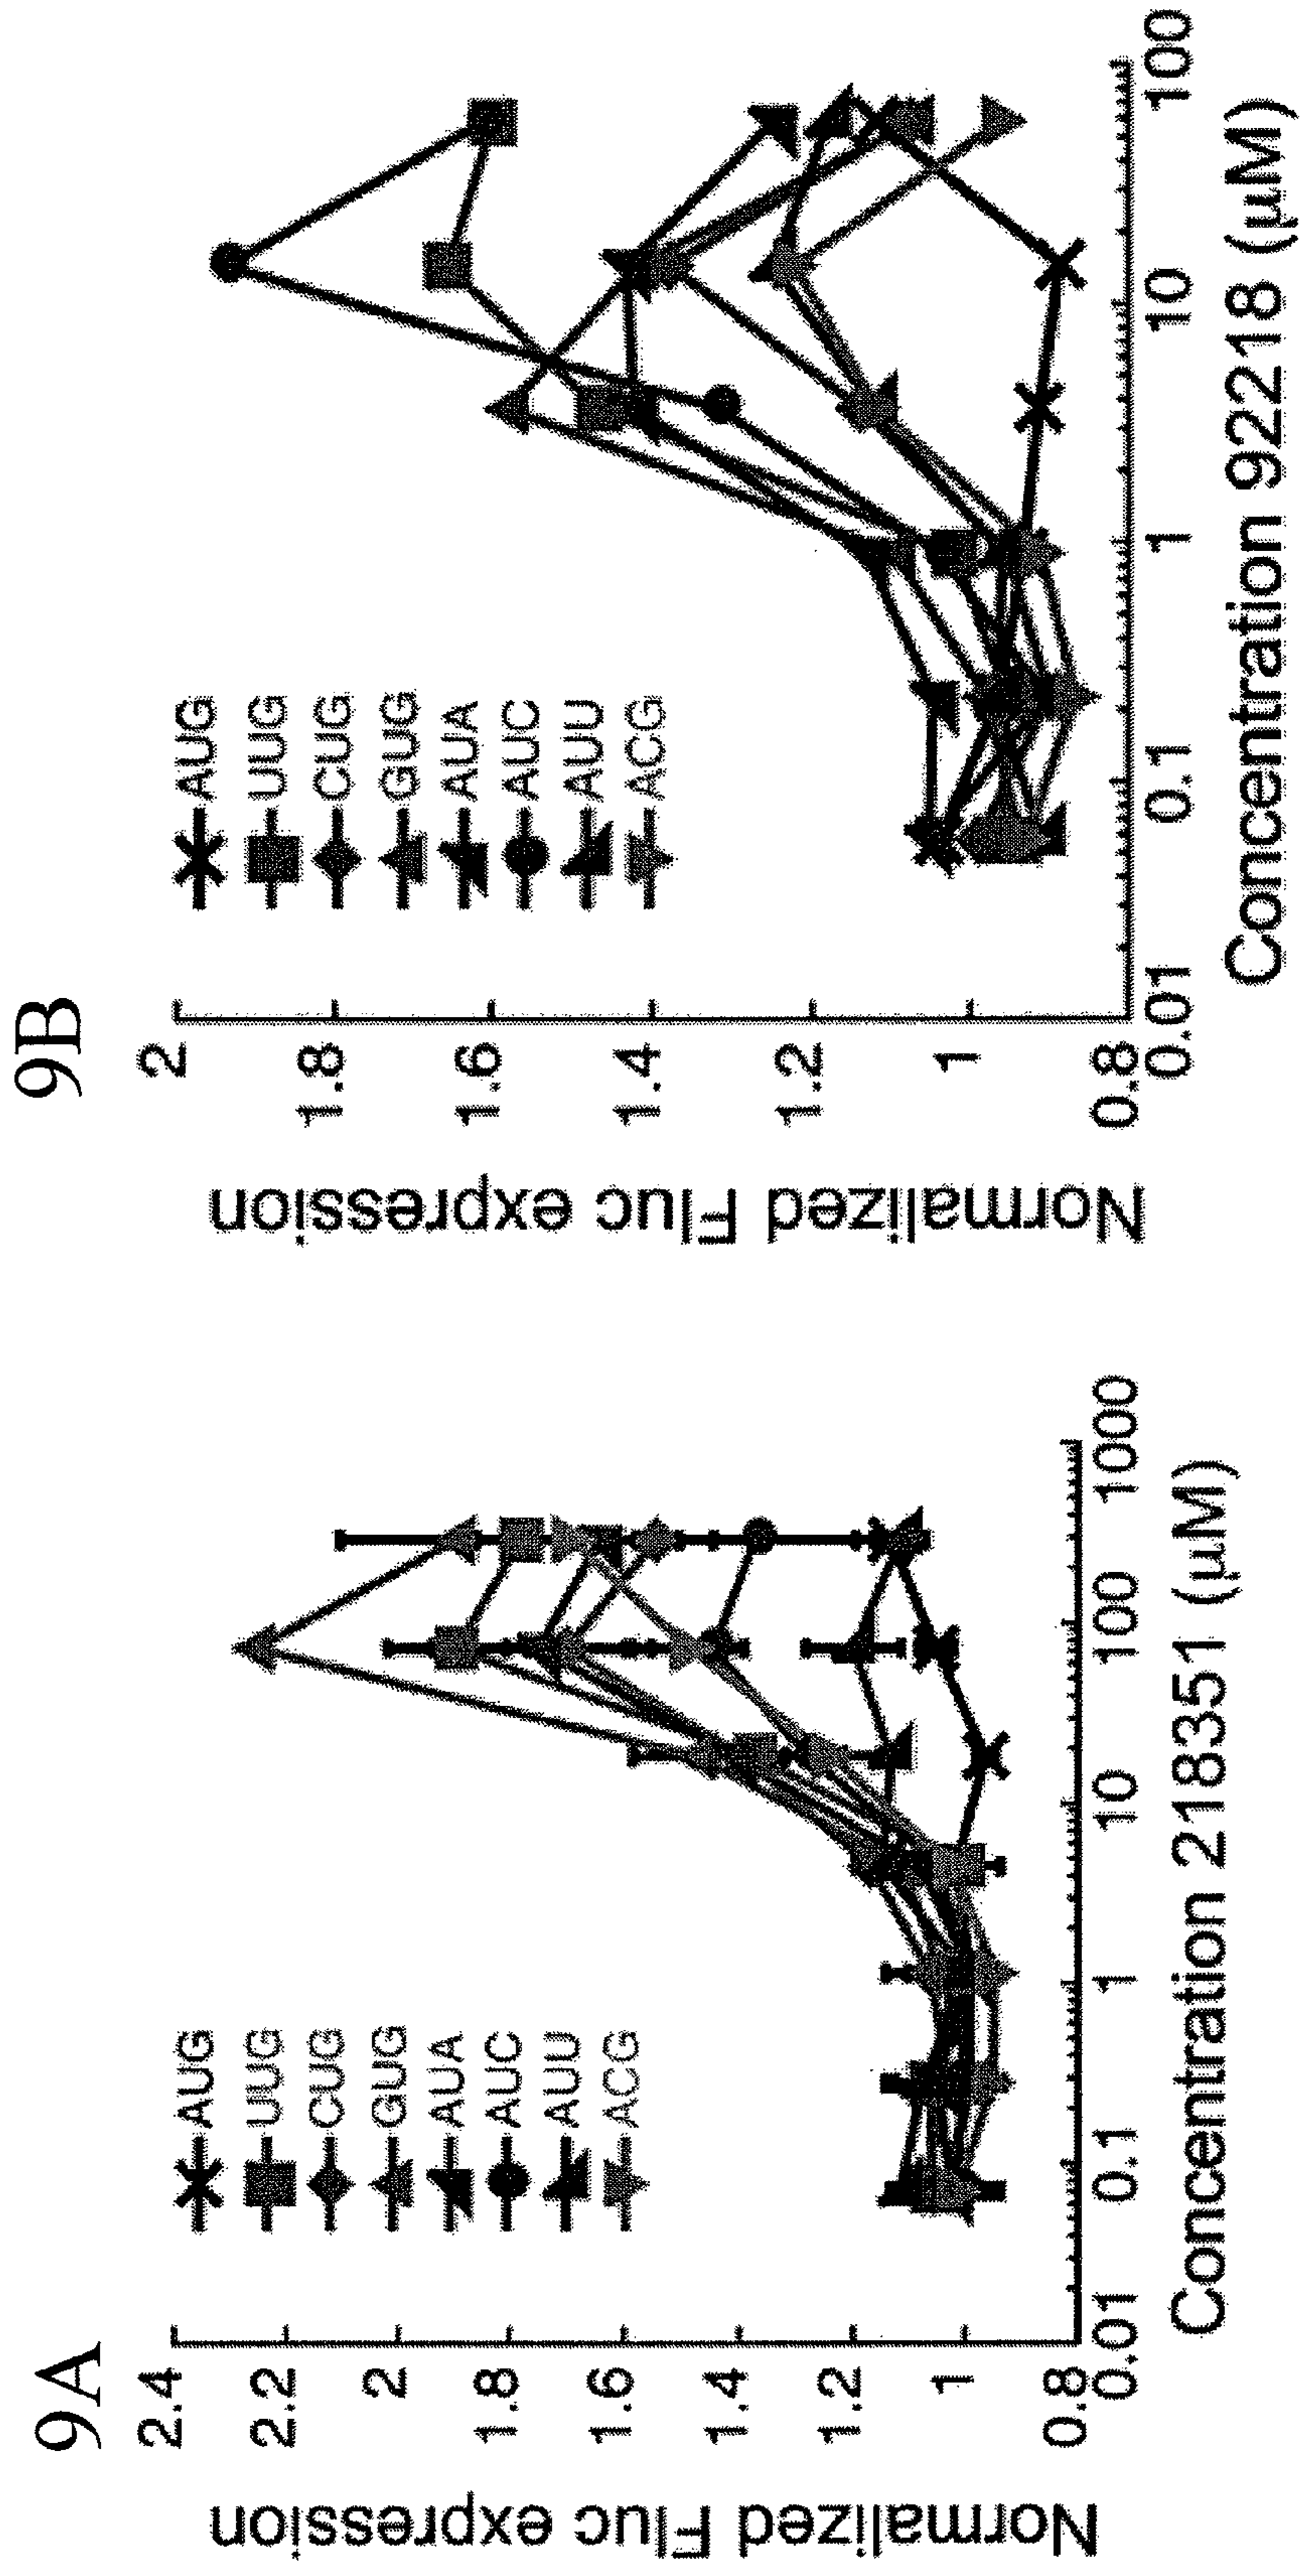 9A
Normalized Fluc expression
2.4
2.2
2
1.8
1.6
1.4
1.2
1
0.8
AUG
UUG
CUG
GUG
AUA
AUC
AUU
ACG
0.01
0.1
1
10
100
1000
Concentration 218351 (μM)
9B
Normalized Fluc expression
2
1.8
1.6
1.4
1.2
1
0.8
AUG
UUG
CUG
GUG
AUA
AUC
AUU
ACG
0.01
0.1
1
10
100
Concentration 92218 (μM)